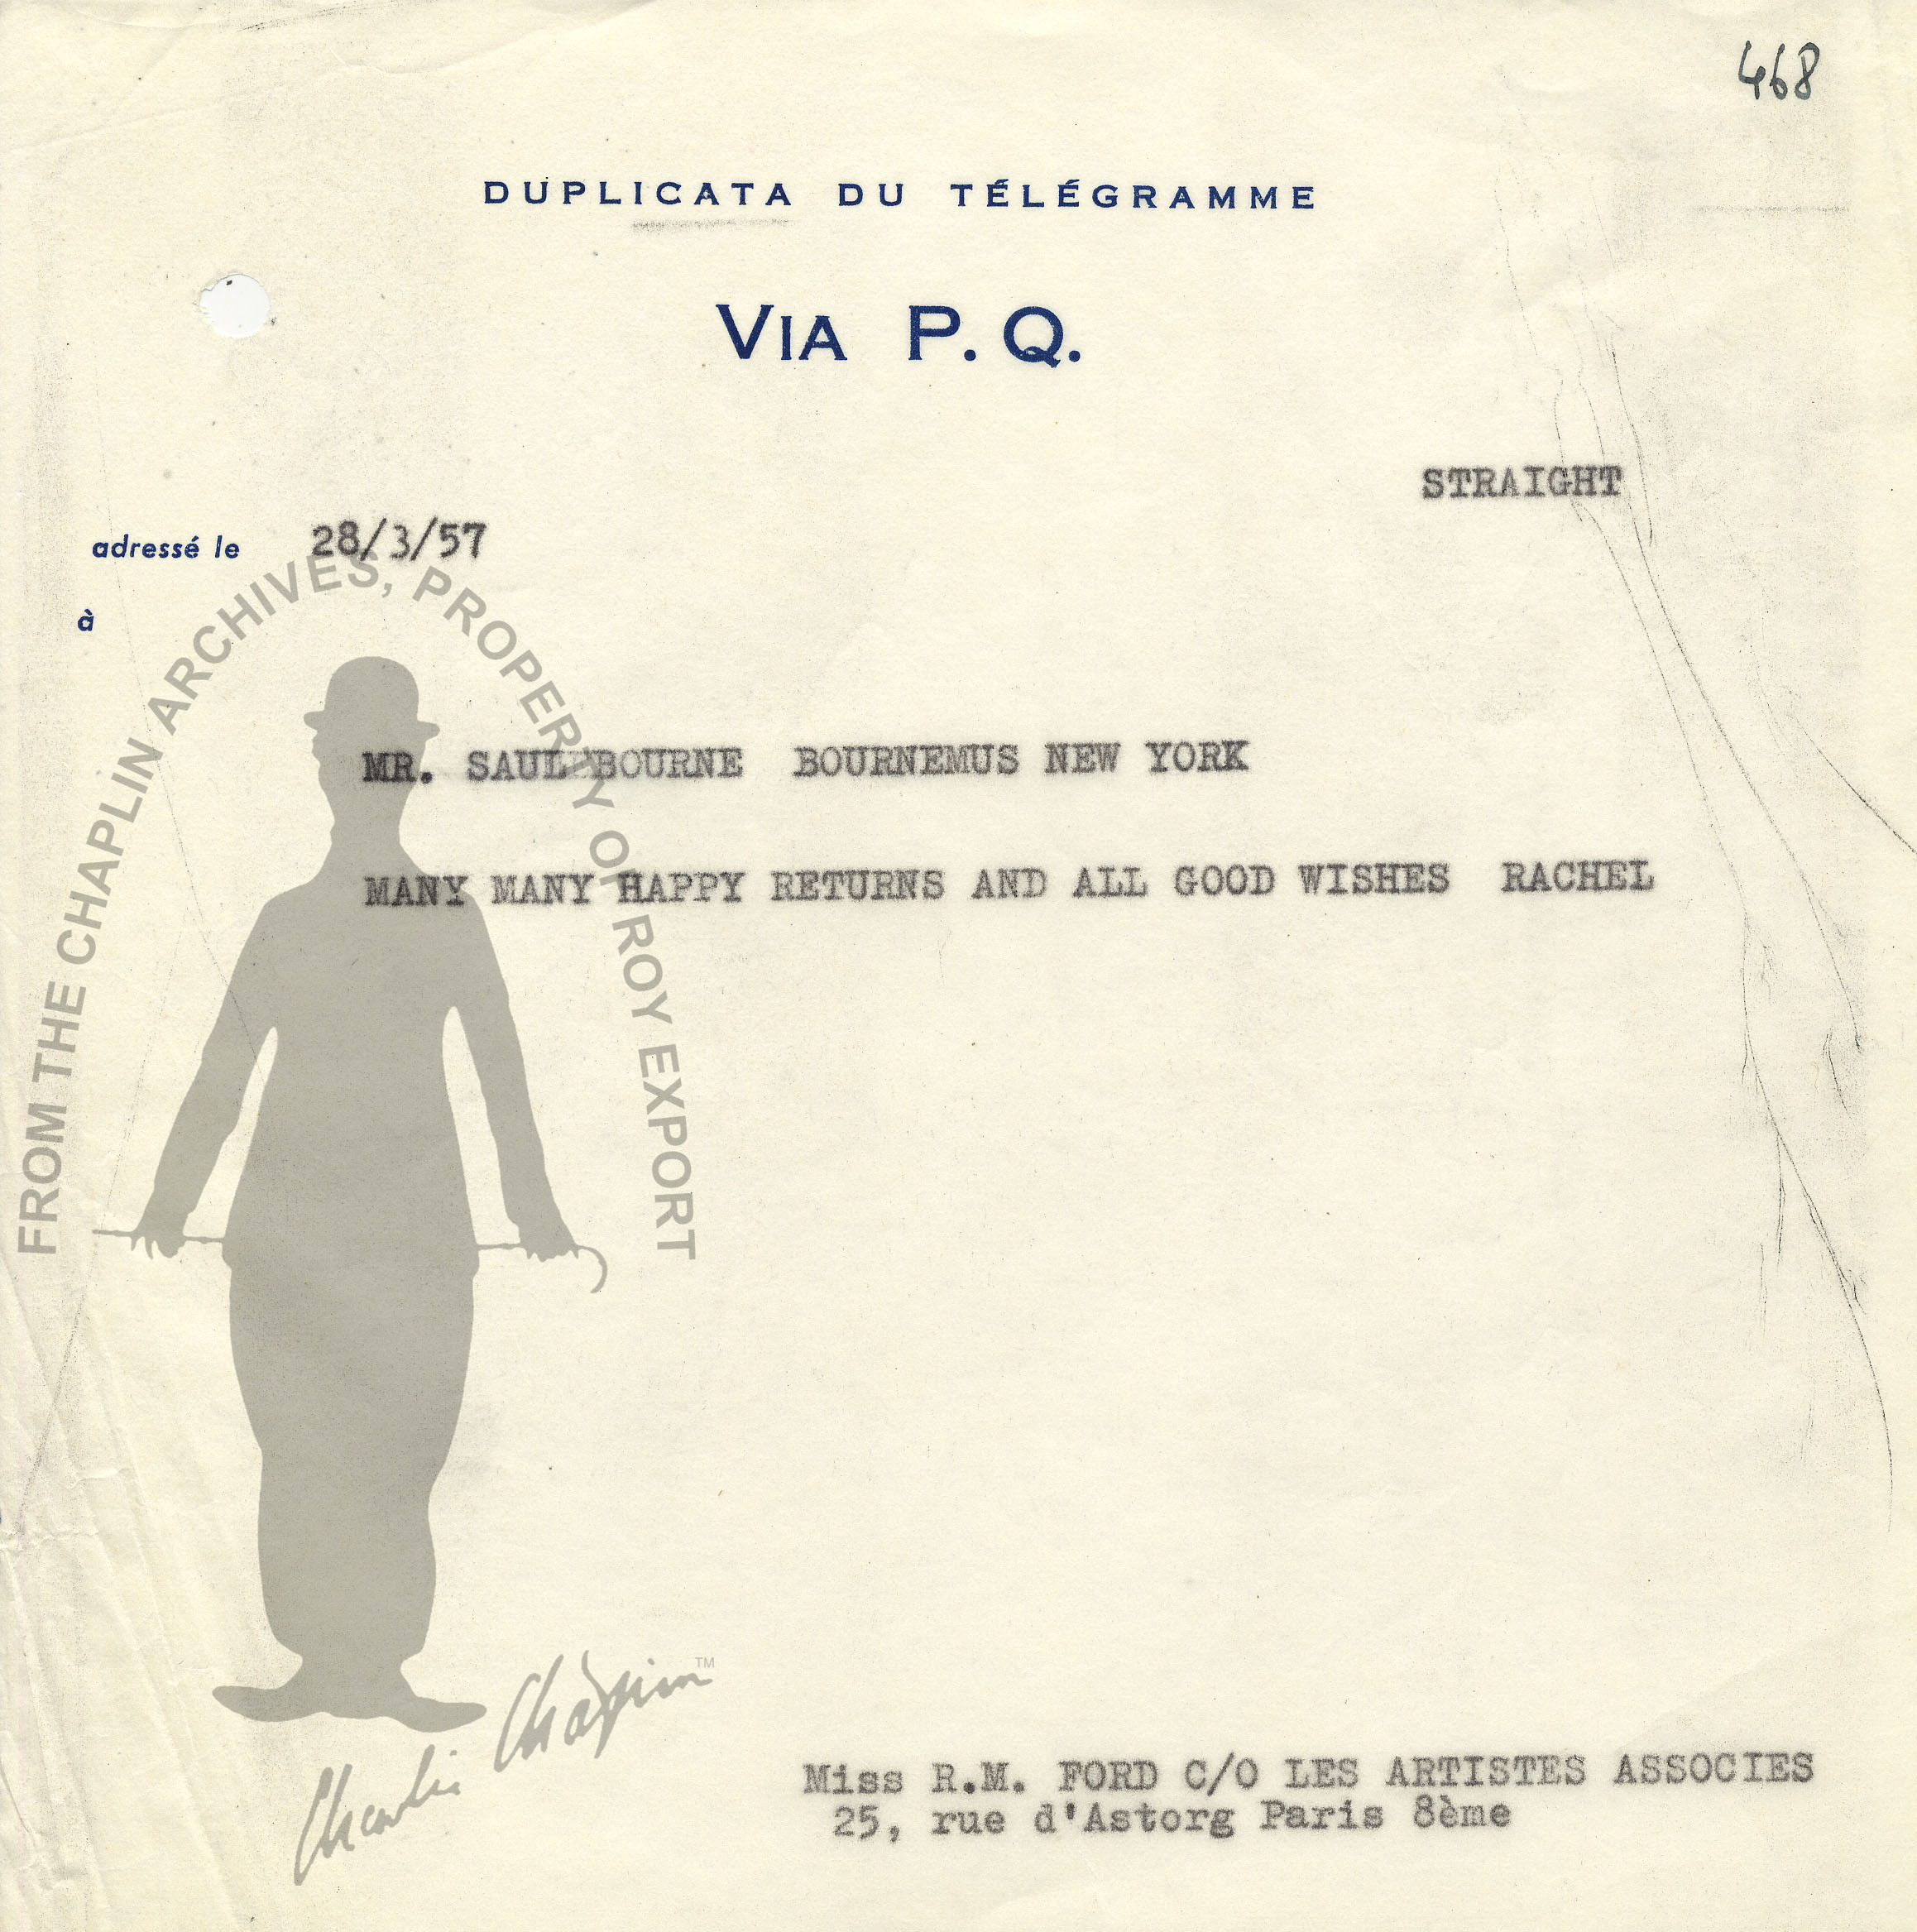 468
DUPLICATA DU TÉLÉGRAMME
VIA P. Q.
STRAIGHT
adressé le 28/3/57
à
MR. SAUL BOURNE BOURNEMUS NEW YORK
MANY MANY HAPPY RETURNS AND ALL GOOD WISHES RACHEL
FROM THE CHAPLIN ARCHIVES, PROPERTY OF ROY EXPORT
Charlie Chaplin TM
Miss R.M. FORD C/O LES ARTISTES ASSOCIES
25, rue d'Astorg Paris 8ème